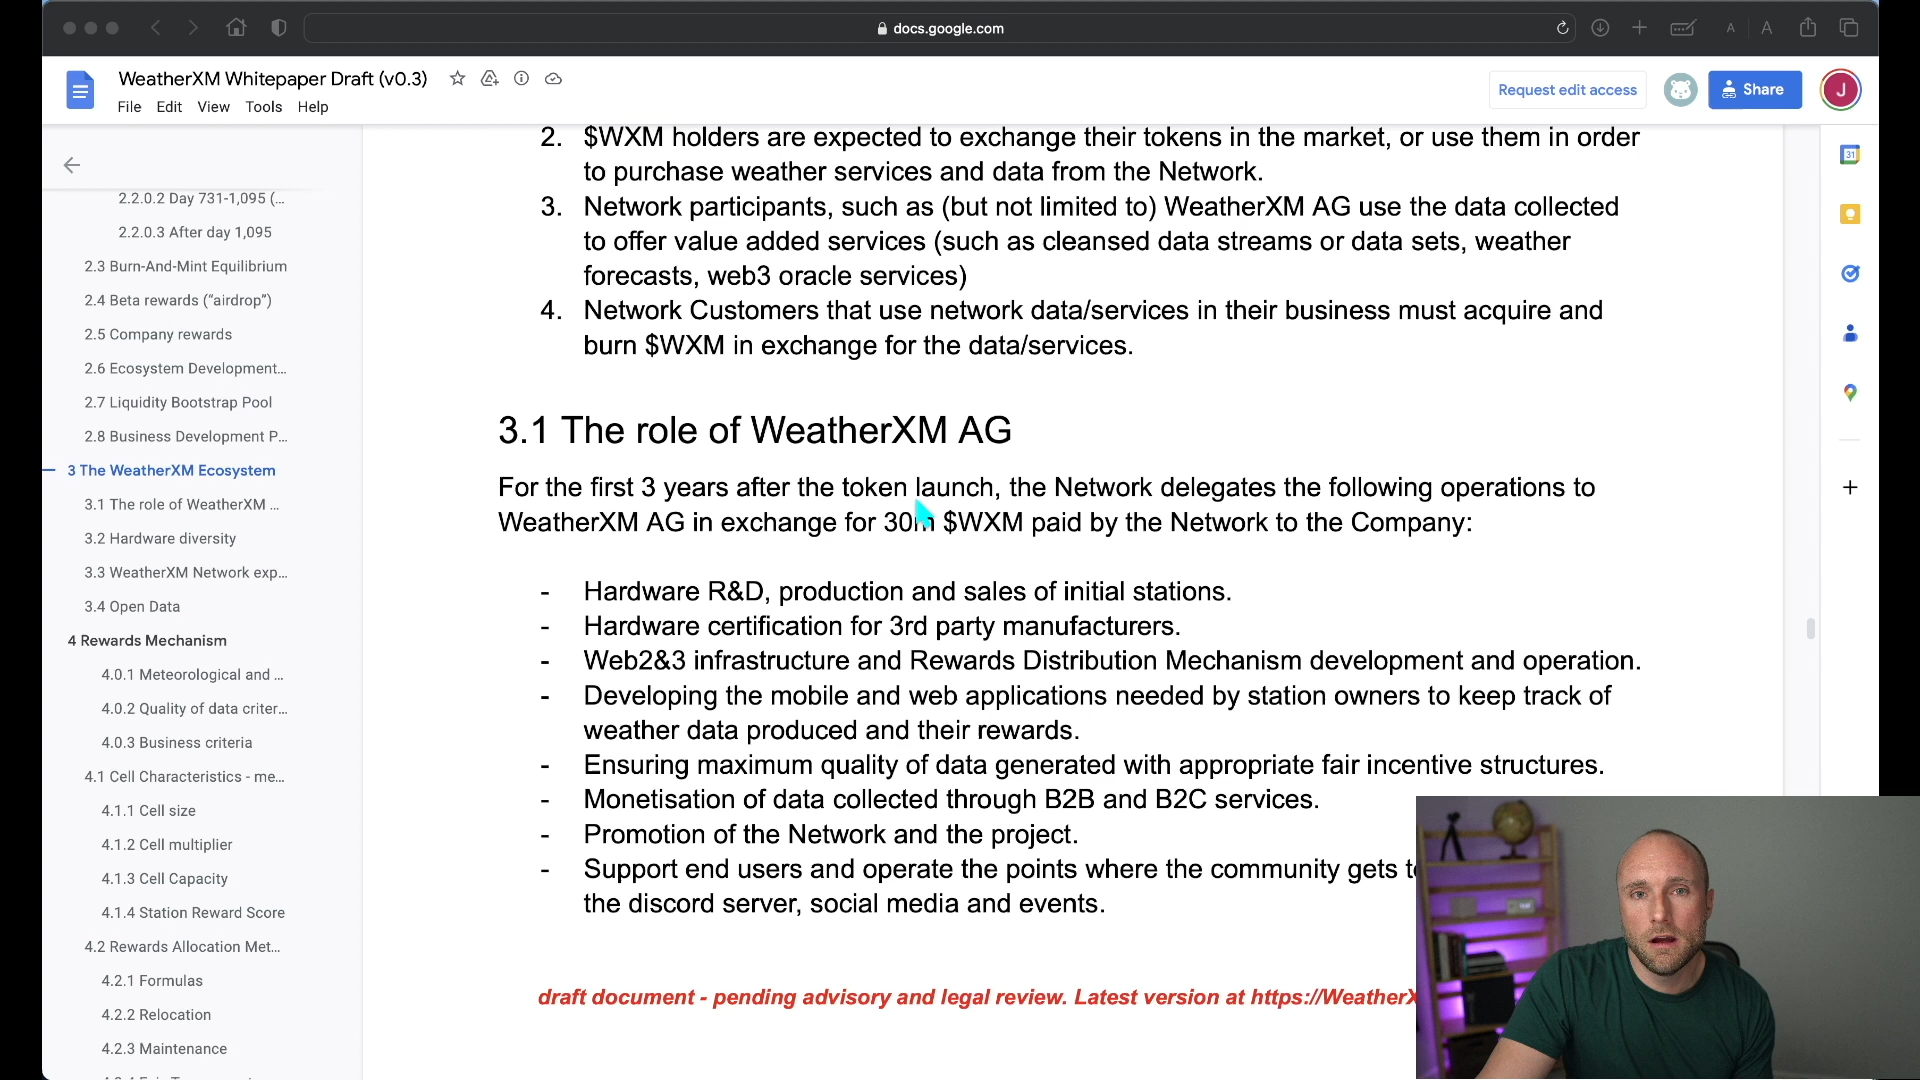 docs.google.com
A A
WeatherXM Whitepaper Draft (v0.3)
File Edit View Tools Help
Request edit access
Share
J
31
2.2.0.2 Day 731-1,095 (...
2.2.0.3 After day 1,095
2.3 Burn-And-Mint Equilibrium
2.4 Beta rewards (“airdrop”)
2.5 Company rewards
2.6 Ecosystem Development...
2.7 Liquidity Bootstrap Pool
2.8 Business Development P...
3 The WeatherXM Ecosystem
3.1 The role of WeatherXM ...
3.2 Hardware diversity
3.3 WeatherXM Network exp...
3.4 Open Data
4 Rewards Mechanism
4.0.1 Meteorological and ...
4.0.2 Quality of data criter...
4.0.3 Business criteria
4.1 Cell Characteristics - me...
4.1.1 Cell size
4.1.2 Cell multiplier
4.1.3 Cell Capacity
4.1.4 Station Reward Score
4.2 Rewards Allocation Met...
4.2.1 Formulas
4.2.2 Relocation
4.2.3 Maintenance
2. $WXM holders are expected to exchange their tokens in the market, or use them in order
to purchase weather services and data from the Network.
3. Network participants, such as (but not limited to) WeatherXM AG use the data collected
to offer value added services (such as cleansed data streams or data sets, weather
forecasts, web3 oracle services)
4. Network Customers that use network data/services in their business must acquire and
burn $WXM in exchange for the data/services.
3.1 The role of WeatherXM AG
For the first 3 years after the token launch, the Network delegates the following operations to
WeatherXM AG in exchange for 30m $WXM paid by the Network to the Company:
- Hardware R&D, production and sales of initial stations.
- Hardware certification for 3rd party manufacturers.
- Web2&3 infrastructure and Rewards Distribution Mechanism development and operation.
- Developing the mobile and web applications needed by station owners to keep track of
weather data produced and their rewards.
- Ensuring maximum quality of data generated with appropriate fair incentive structures.
- Monetisation of data collected through B2B and B2C services.
- Promotion of the Network and the project.
- Support end users and operate the points where the community gets
the discord server, social media and events.
draft document - pending advisory and legal review. Latest version at https://Weather